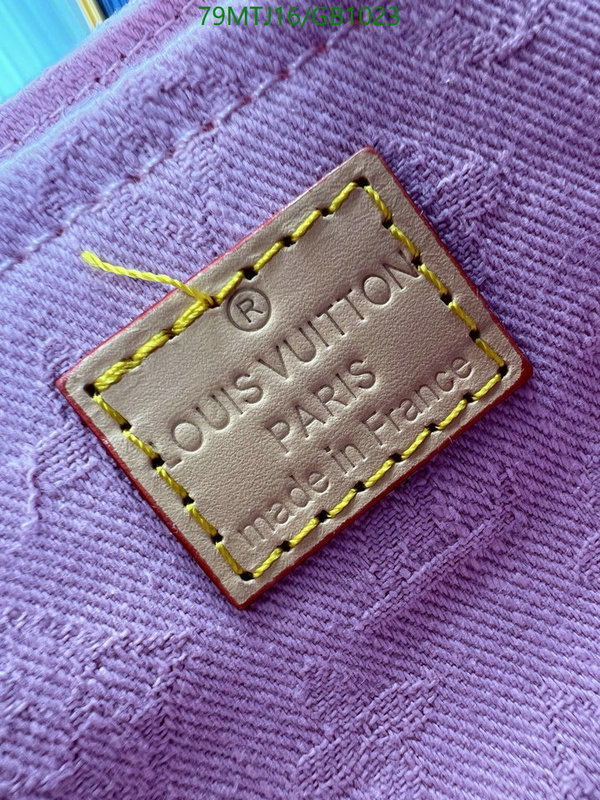 79MTJ16/GB1023
®
LOUIS VUITTON
PARIS
made in France